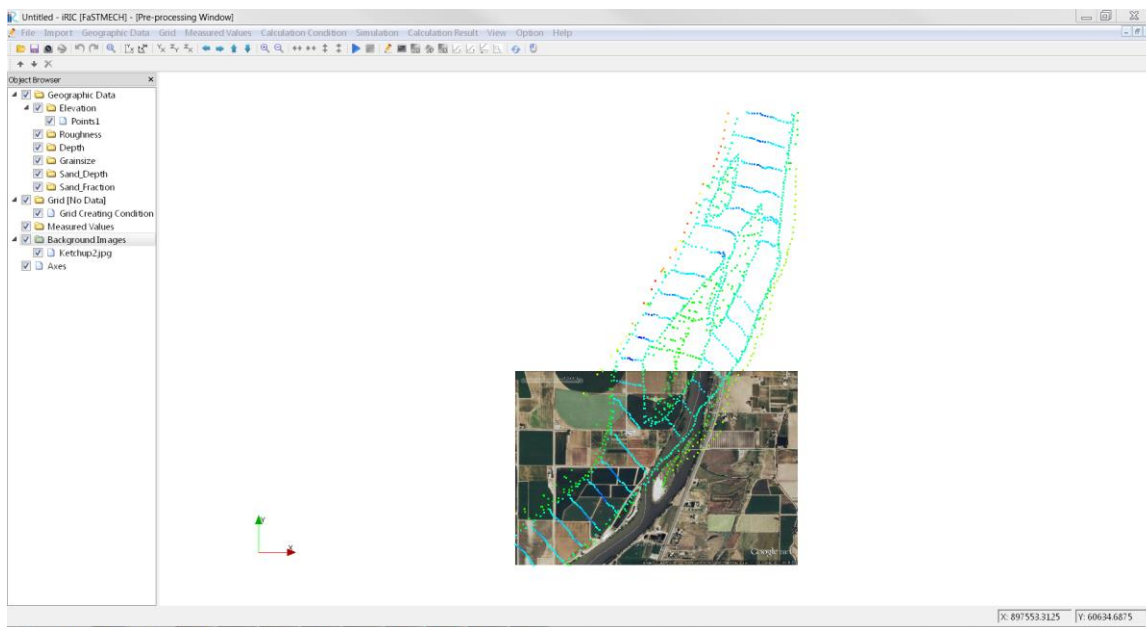 Untitled - iRIC [FaSTMECH] - [Pre-processing Window]
File Import Geographic Data Grid Measured Values Calculation Condition Simulation Calculation Result View Option Help
Object Browser
Geographic Data
Elevation
Points1
Roughness
Depth
Grainsize
Sand_Depth
Sand_Fraction
Grid [No Data]
Grid Creating Condition
Measured Values
Background Images
Ketchup2.jpg
Axes
Y
X
Google
X: 897553.3125 Y: 60634.6875